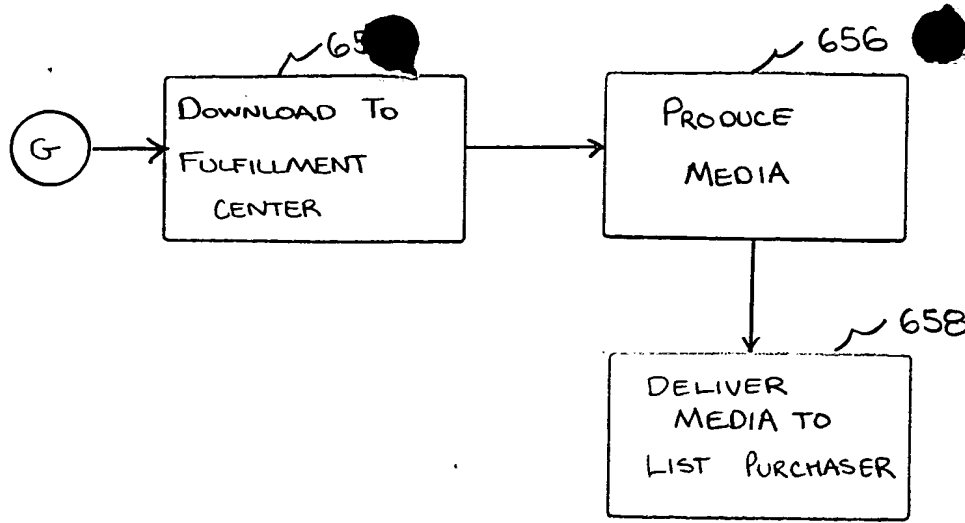 656
G
DOWNLOAD TO
FULFILLMENT
CENTER
PRODUCE
MEDIA
658
DELIVER
MEDIA TO
LIST PURCHASER